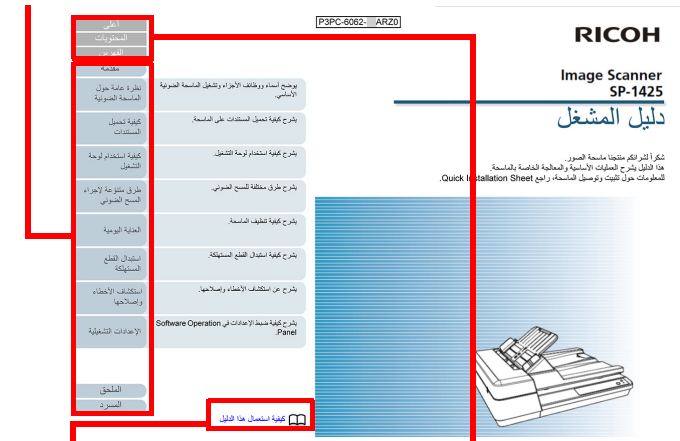 P3PC-6062- ARZ0
RICOH
Image Scanner
SP-1425
دليل المشغل
شكراً لشرائكم منتجنا ماسحة الصور.
هذا الدليل يشرح العمليات الأساسية والمعالجة الخاصة بالماسحة.
للمعلومات حول تثبيت وتوصيل الماسحة، راجع Quick Installation Sheet.
أعلى
المحتويات
الفهرس
مقدمة
نظرة عامة حول
الماسحة الضوئية
يوضح أسماء ووظائف الأجزاء وتشغيل الماسحة الضوئية
الأساسي.
كيفية تحميل
المستندات
يشرح كيفية تحميل المستندات على الماسحة.
كيفية استخدام لوحة
التشغيل
يشرح كيفية استخدام لوحة التشغيل.
طرق متنوعة لإجراء
المسح الضوئي
يشرح طرق مختلفة للمسح الضوئي.
العناية اليومية
يشرح كيفية تنظيف الماسحة.
استبدال القطع
المستهلكة
يشرح كيفية استبدال القطع المستهلكة.
استكشاف الأخطاء
وإصلاحها
يشرح عن استكشاف الأخطاء وإصلاحها.
الإعدادات التشغيلية
يشرح كيفية ضبط الإعدادات في Software Operation
Panel.
الملحق
المسرد
كيفية استعمال هذا الدليل